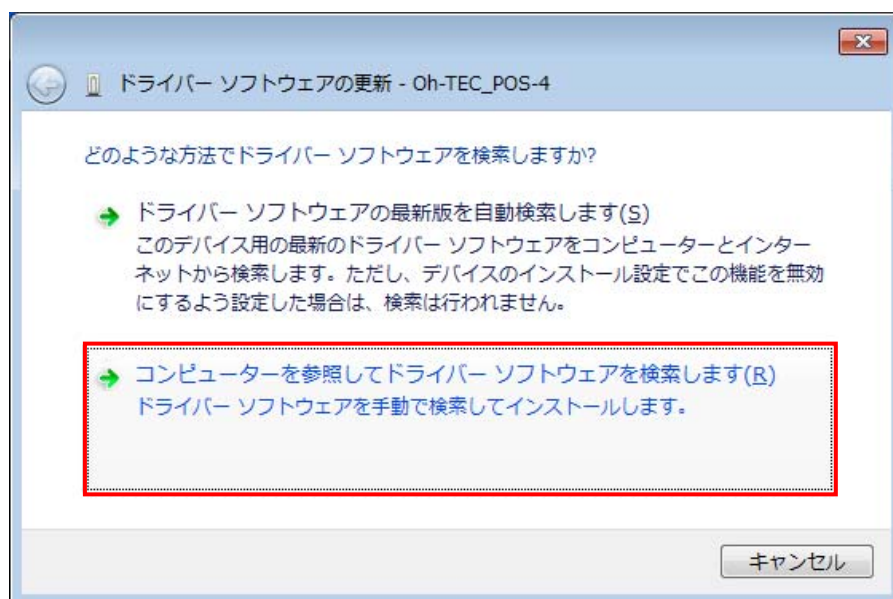 ドライバー ソフトウェアの更新 - Oh-TEC_POS-4
どのような方法でドライバー ソフトウェアを検索しますか?
ドライバー ソフトウェアの最新版を自動検索します(S)
このデバイス用の最新のドライバー ソフトウェアをコンピューターとインター
ネットから検索します。ただし、デバイスのインストール設定でこの機能を無効
にするよう設定した場合は、検索は行われません。
コンピューターを参照してドライバー ソフトウェアを検索します(R)
ドライバー ソフトウェアを手動で検索してインストールします。
キャンセル